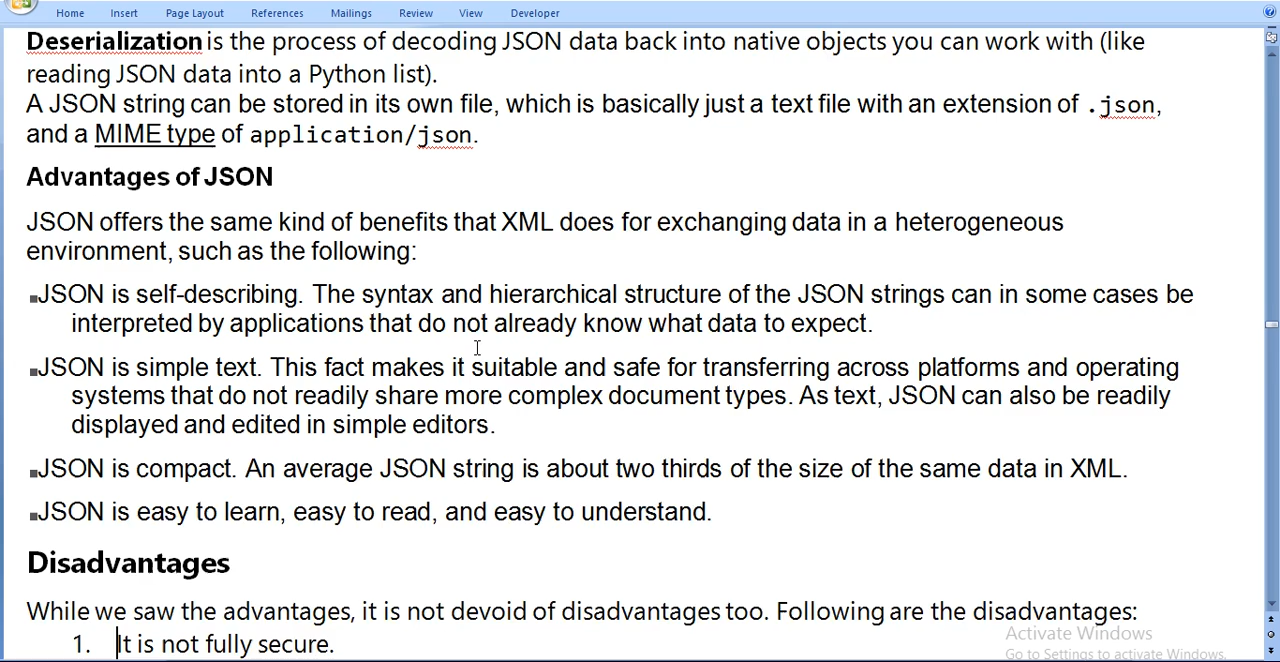 Home Insert Page Layout References Mailings Review View Developer
Deserialization is the process of decoding JSON data back into native objects you can work with (like
reading JSON data into a Python list).
A JSON string can be stored in its own file, which is basically just a text file with an extension of .json,
and a MIME type of application/json.
Advantages of JSON
JSON offers the same kind of benefits that XML does for exchanging data in a heterogeneous
environment, such as the following:
■JSON is self-describing. The syntax and hierarchical structure of the JSON strings can in some cases be
interpreted by applications that do not already know what data to expect.
■JSON is simple text. This fact makes it suitable and safe for transferring across platforms and operating
systems that do not readily share more complex document types. As text, JSON can also be readily
displayed and edited in simple editors.
■JSON is compact. An average JSON string is about two thirds of the size of the same data in XML.
■JSON is easy to learn, easy to read, and easy to understand.
Disadvantages
While we saw the advantages, it is not devoid of disadvantages too. Following are the disadvantages:
1. It is not fully secure.
Activate Windows
Go to Settings to activate Windows.